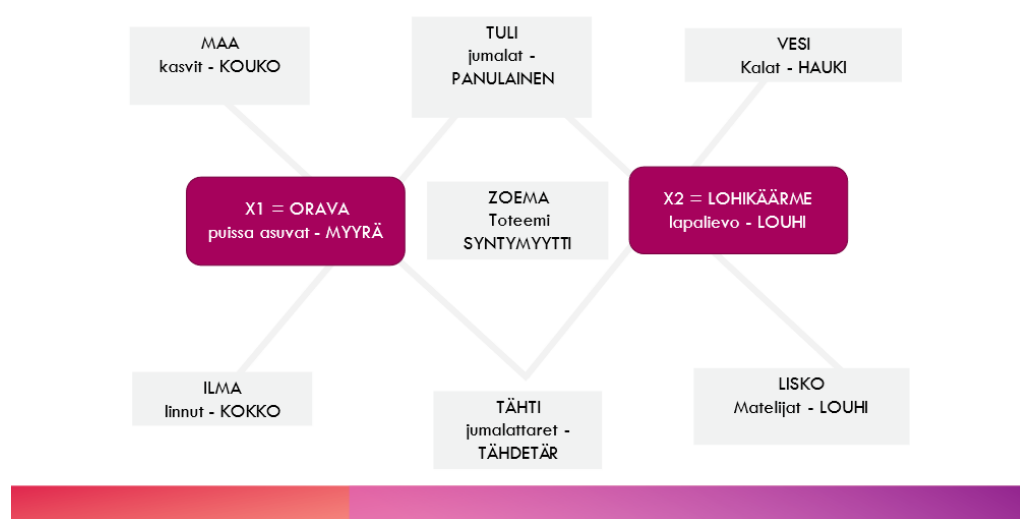 MAA
kasvit - KOUKO
TULI
jumalat -
PANULAINEN
VESI
Kalat - HAUKI
X1 = ORAVA
puissa asuvat - MYYRÄ
ZOEMA
Toteemi
SYNTYMYYTTI
X2 = LOHIKÄÄRME
lapalievo - LOUHI
ILMA
linnut - KOKKO
TÄHTI
jumalattaret -
TÄHDETÄR
LISKO
Matelijat - LOUHI